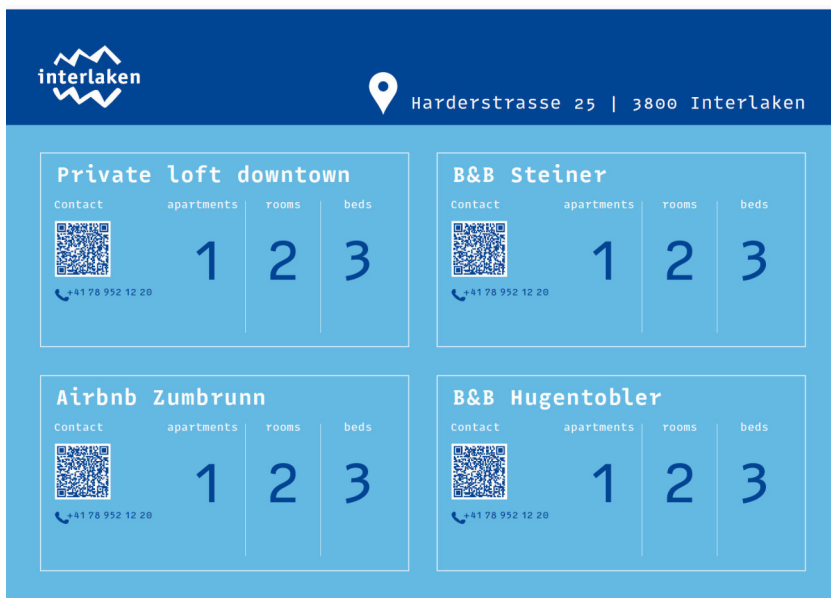 interlaken
Harderstrasse 25 | 3800 Interlaken
Private loft downtown
Contact apartments rooms beds
1 2 3
+41 78 952 12 20
B&B Steiner
Contact apartments rooms beds
1 2 3
+41 78 952 12 20
Airbnb Zumbrunn
Contact apartments rooms beds
1 2 3
+41 78 952 12 20
B&B Hugentobler
Contact apartments rooms beds
1 2 3
+41 78 952 12 20